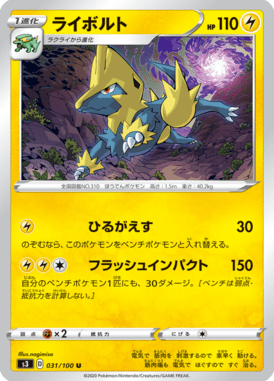 1進化
ライボルト
HP 110
ラクライから進化
全国図鑑NO.310 ほうでんポケモン 高さ:1.5m 重さ:40.2kg
ひるがえす 30
のぞむなら、このポケモンをベンチポケモンと入れ替える。
フラッシュインパクト 150
自分のベンチポケモン1匹にも、30ダメージ。[ベンチは弱点・
抵抗力を計算しない。]
弱点 ×2 抵抗力 にげる
Illus.nagimiso
s3 D 031/100 U
©2020 Pokémon/Nintendo/Creatures/GAME FREAK.